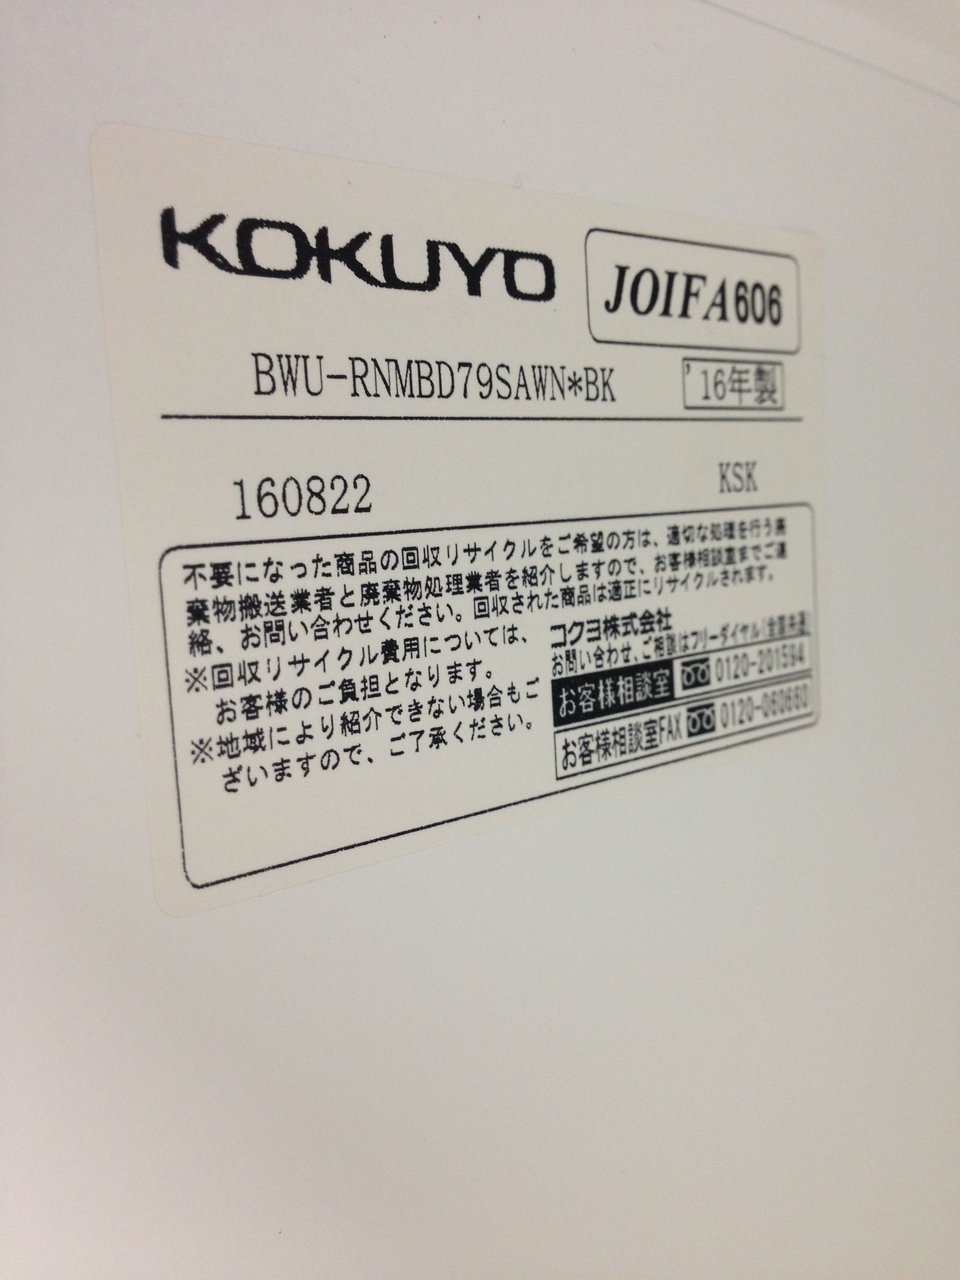 KOKUYO
JOIFA606
BWU-RNMBD79SAWN*BK
'16年製
160822
KSK
不要になった商品の回収リサイクルをご希望の方は、適切な処理を行う廃
棄物搬送業者と廃棄物処理業者を紹介しますので、お客様相談室までご連
絡、お問い合わせください。回収された商品は適正にリサイクルされます。
※回収リサイクル費用については、
お客様のご負担となります。
※地域により紹介できない場合もご
ざいますので、ご了承ください。
コクヨ株式会社
お問い合わせ、ご相談はフリーダイヤル(全国共通)
お客様相談室 0120-201594
お客様相談室FAX 0120-060660